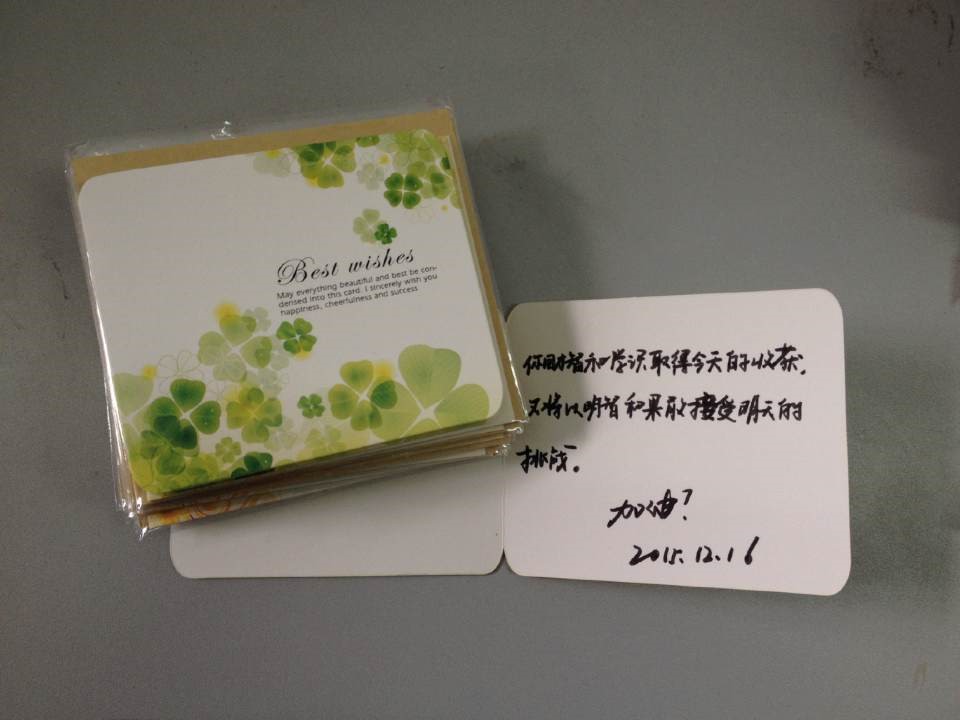 Best wishes
May everything beautiful and best be con-
densed into this card. I sincerely wish you
happiness, cheerfulness and success
你用才智和学识取得今天的收获,
又将以明智和果敢接受明天的
挑战。
加油!
2015.12.16